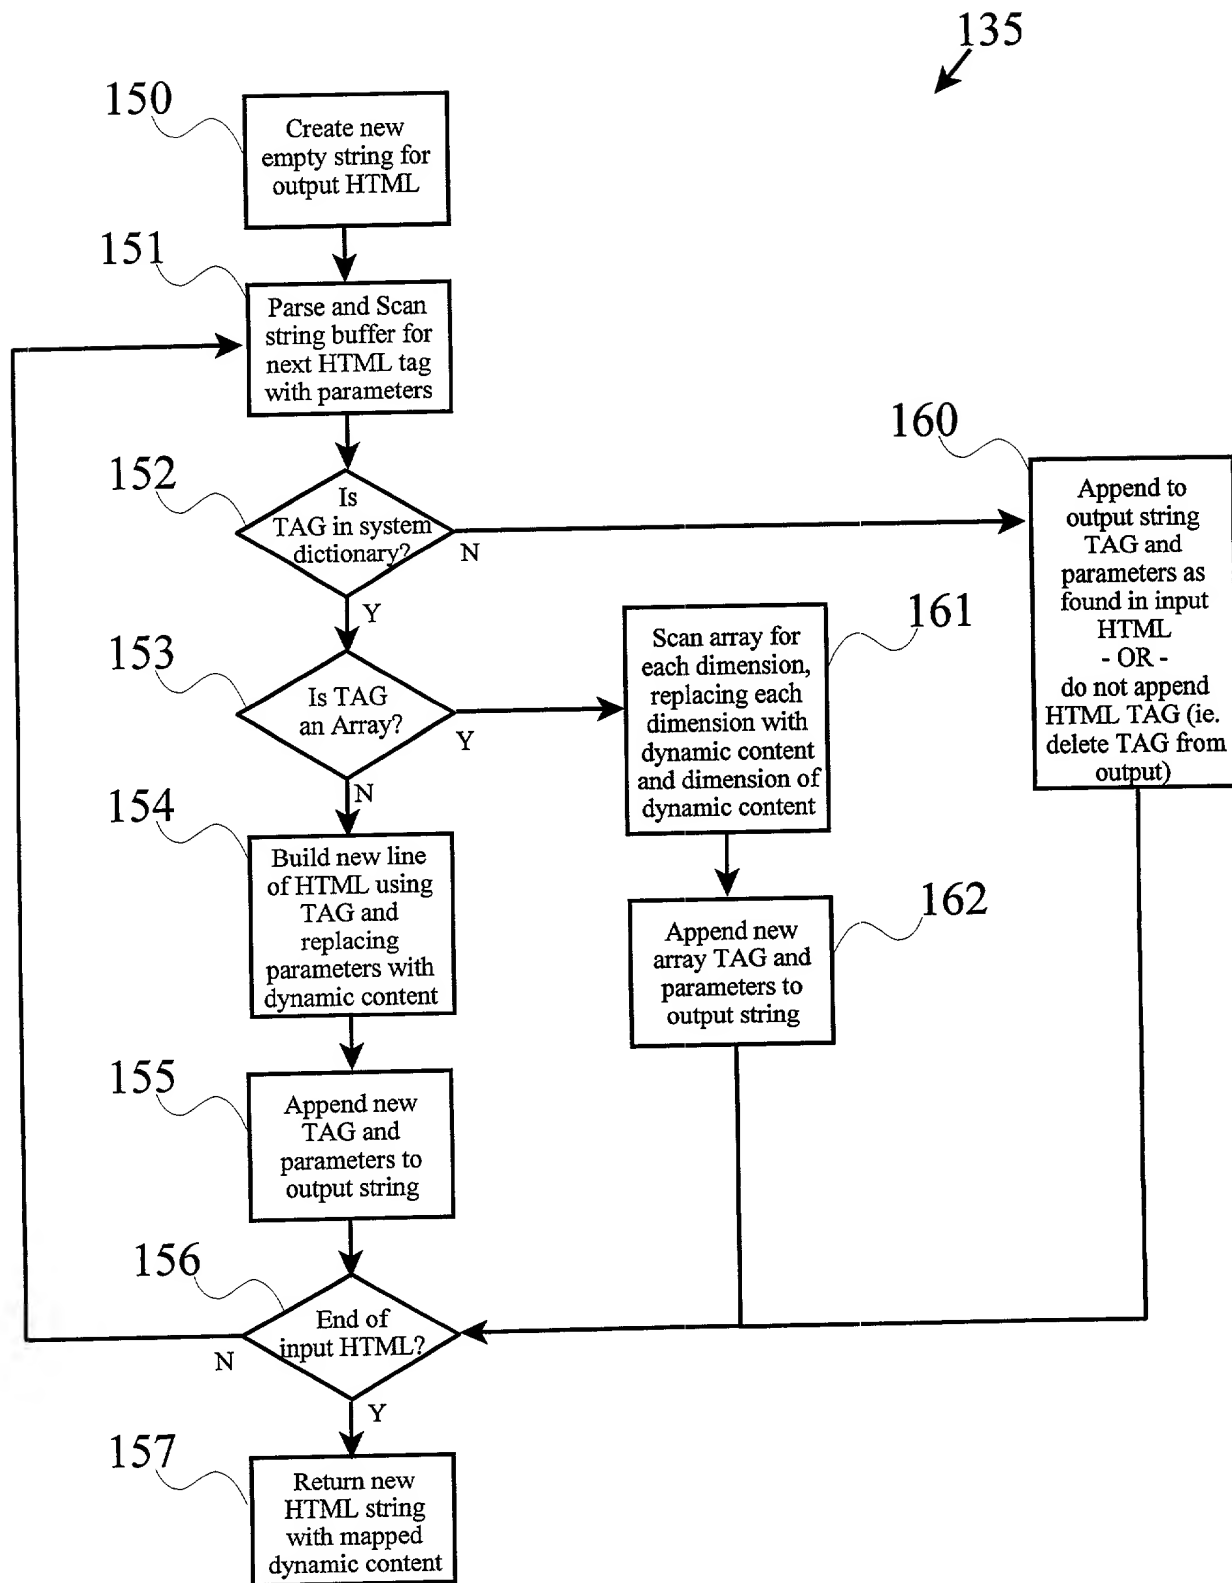 135
150
Create new
empty string for
output HTML
151
Parse and Scan
string buffer for
next HTML tag
with parameters
152
Is
TAG in system
dictionary?
N
Y
160
Append to
output string
TAG and
parameters as
found in input
HTML
- OR -
do not append
HTML TAG (ie.
delete TAG from
output)
153
Is TAG
an Array?
Y
N
161
Scan array for
each dimension,
replacing each
dimension with
dynamic content
and dimension of
dynamic content
154
Build new line
of HTML using
TAG and
replacing
parameters with
dynamic content
162
Append new
array TAG and
parameters to
output string
155
Append new
TAG and
parameters to
output string
156
End of
input HTML?
N
Y
157
Return new
HTML string
with mapped
dynamic content